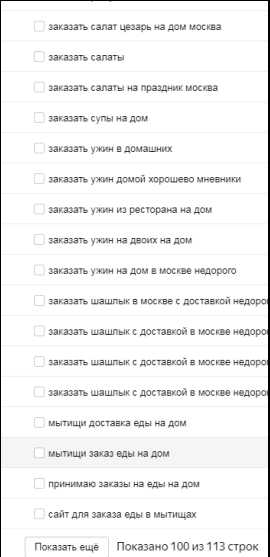 заказать салат цезарь на дом москва
заказать салаты
заказать салаты на праздник москва
заказать супы на дом
заказать ужин в домашних
заказать ужин домой хорошево мневники
заказать ужин из ресторана на дом
заказать ужин на двоих на дом
заказать ужин на дом в москве недорого
заказать шашлык в москве с доставкой недоро
заказать шашлык с доставкой в москве недоро
заказать шашлык с доставкой в москве недоро
заказать шашлык с доставкой в москве недоро
мытищи доставка еды на дом
мытищи заказ еды на дом
принимаю заказы на еды на дом
сайт для заказа еды в мытищах
Показать ещё Показано 100 из 113 строк